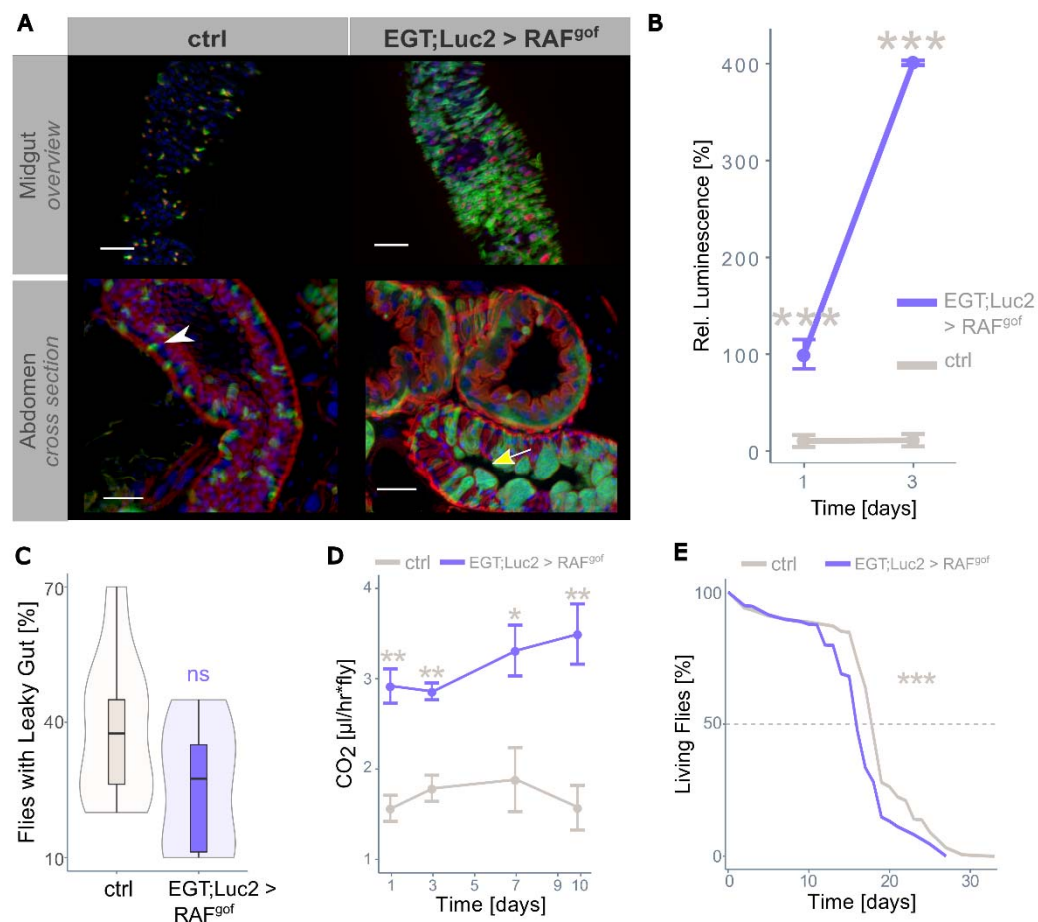 A
ctrl
EGT;Luc2 > RAFgof
Midgut
overview
Abdomen
cross section
B
***
400
300
200
100
0
***
Rel. Luminescence [%]
EGT;Luc2
> RAFgof
ctrl
1
3
Time [days]
C
70
40
10
Flies with Leaky Gut [%]
ns
ctrl
EGT;Luc2 >
RAFgof
D
ctrl
EGT;Luc2 > RAFgof
4
3
2
1
CO2 [µl/hr*fly]
**
**
*
**
1
3
5
7
9
10
Time [days]
E
ctrl
EGT;Luc2 > RAFgof
100
50
0
Living Flies [%]
***
0
10
20
30
Time [days]